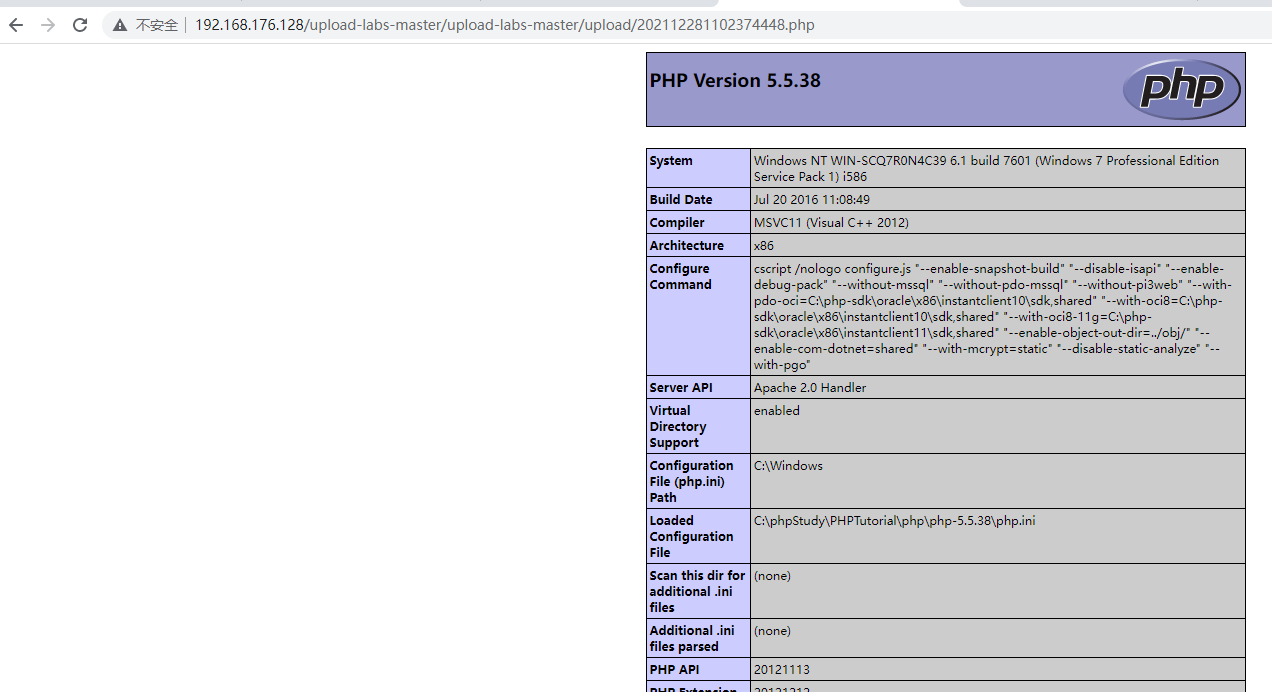 不安全 192.168.176.128/upload-labs-master/upload-labs-master/upload/202112281102374448.php
PHP Version 5.5.38
php
System
Windows NT WIN-SCQ7R0N4C39 6.1 build 7601 (Windows 7 Professional Edition
Service Pack 1) i586
Build Date
Jul 20 2016 11:08:49
Compiler
MSVC11 (Visual C++ 2012)
Architecture
x86
Configure
Command
cscript /nologo configure.js "--enable-snapshot-build" "--disable-isapi" "--enable-
debug-pack" "--without-mssql" "--without-pdo-mssql" "--without-pi3web" "--with-
pdo-oci=C:\php-sdk\oracle\x86\instantclient10\sdk,shared" "--with-oci8=C:\php-
sdk\oracle\x86\instantclient10\sdk,shared" "--with-oci8-11g=C:\php-
sdk\oracle\x86\instantclient11\sdk,shared" "--enable-object-out-dir=../obj/" "--
enable-com-dotnet=shared" "--with-mcrypt=static" "--disable-static-analyze" "--
with-pgo"
Server API
Apache 2.0 Handler
Virtual
Directory
Support
enabled
Configuration
File (php.ini)
Path
C:\Windows
Loaded
Configuration
File
C:\phpStudy\PHPTutorial\php\php-5.5.38\php.ini
Scan this dir for
additional .ini
files
(none)
Additional .ini
files parsed
(none)
PHP API
20121113
PHP Extension
20121212